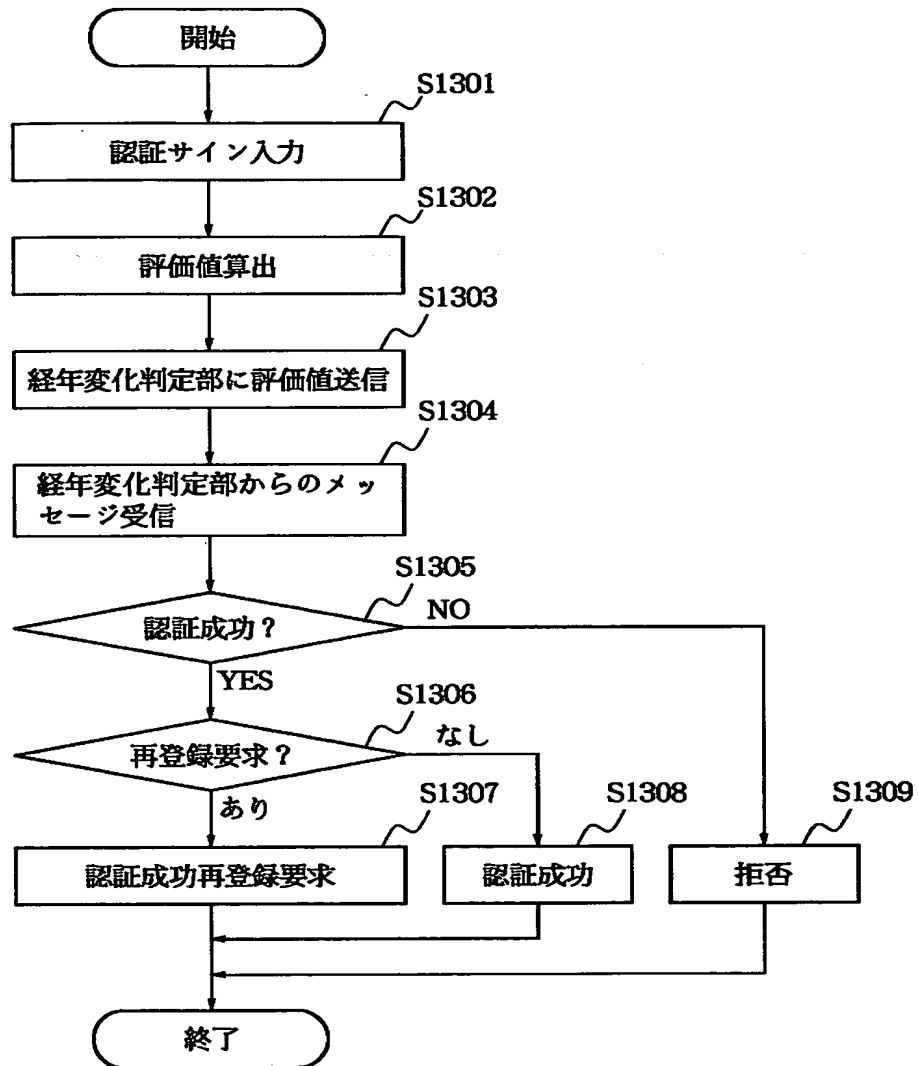 開始
S1301
認証サイン入力
S1302
評価値算出
S1303
経年変化判定部に評価値送信
S1304
経年変化判定部からのメッ
セージ受信
S1305
認証成功？
NO
YES
S1306
再登録要求？
なし
あり
S1307
認証成功再登録要求
S1308
認証成功
S1309
拒否
終了